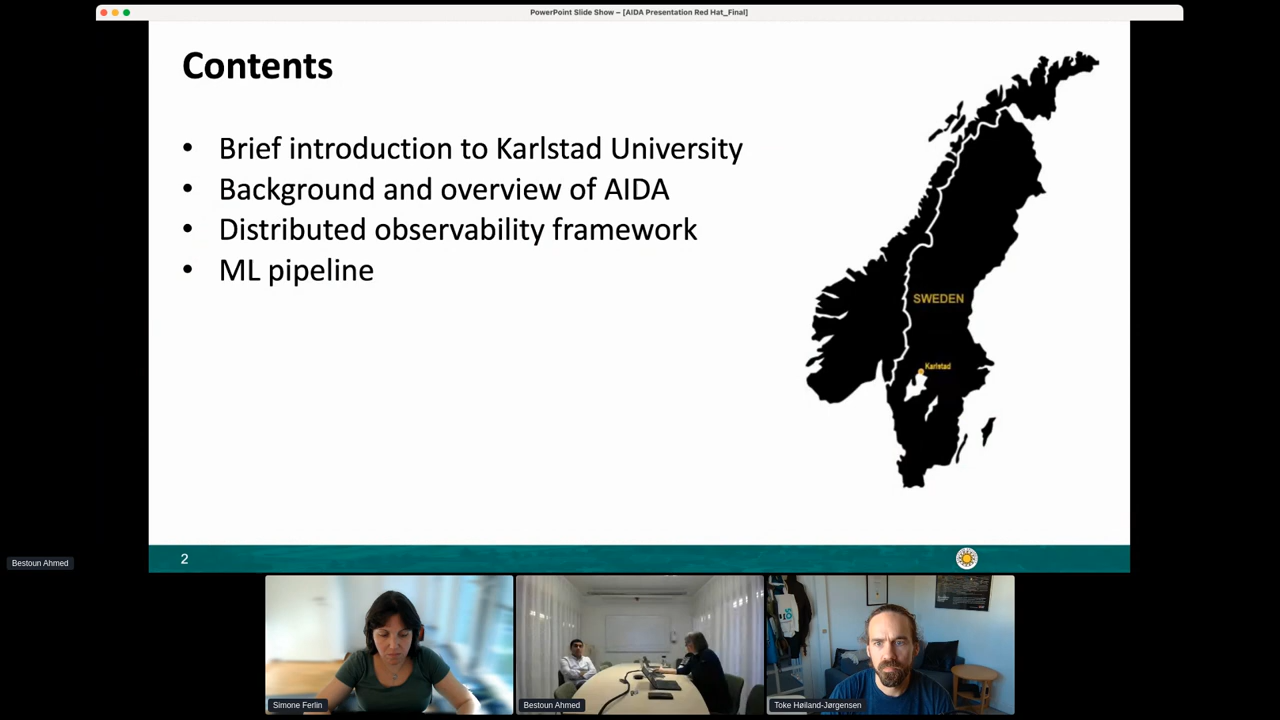 PowerPoint Slide Show – [AIDA Presentation Red Hat_Final]
Contents
• Brief introduction to Karlstad University
• Background and overview of AIDA
• Distributed observability framework
• ML pipeline
SWEDEN
Karlstad
2
Bestoun Ahmed
Simone Ferlin
Bestoun Ahmed
Toke Høiland-Jørgensen